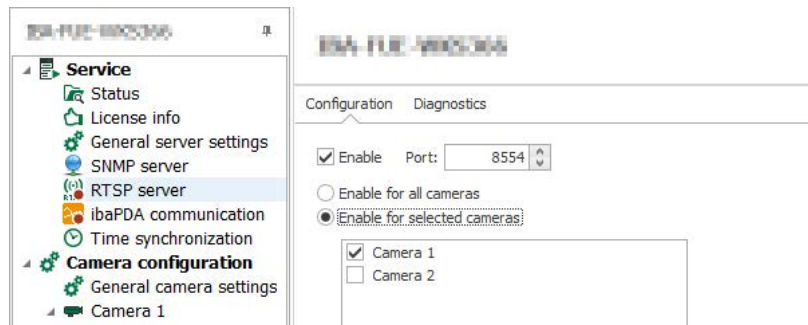 Service
Status
License info
General server settings
SNMP server
RTSP server
ibaPDA communication
Time synchronization
Camera configuration
General camera settings
Camera 1
Configuration Diagnostics
Enable Port: 8554
Enable for all cameras
Enable for selected cameras
Camera 1
Camera 2